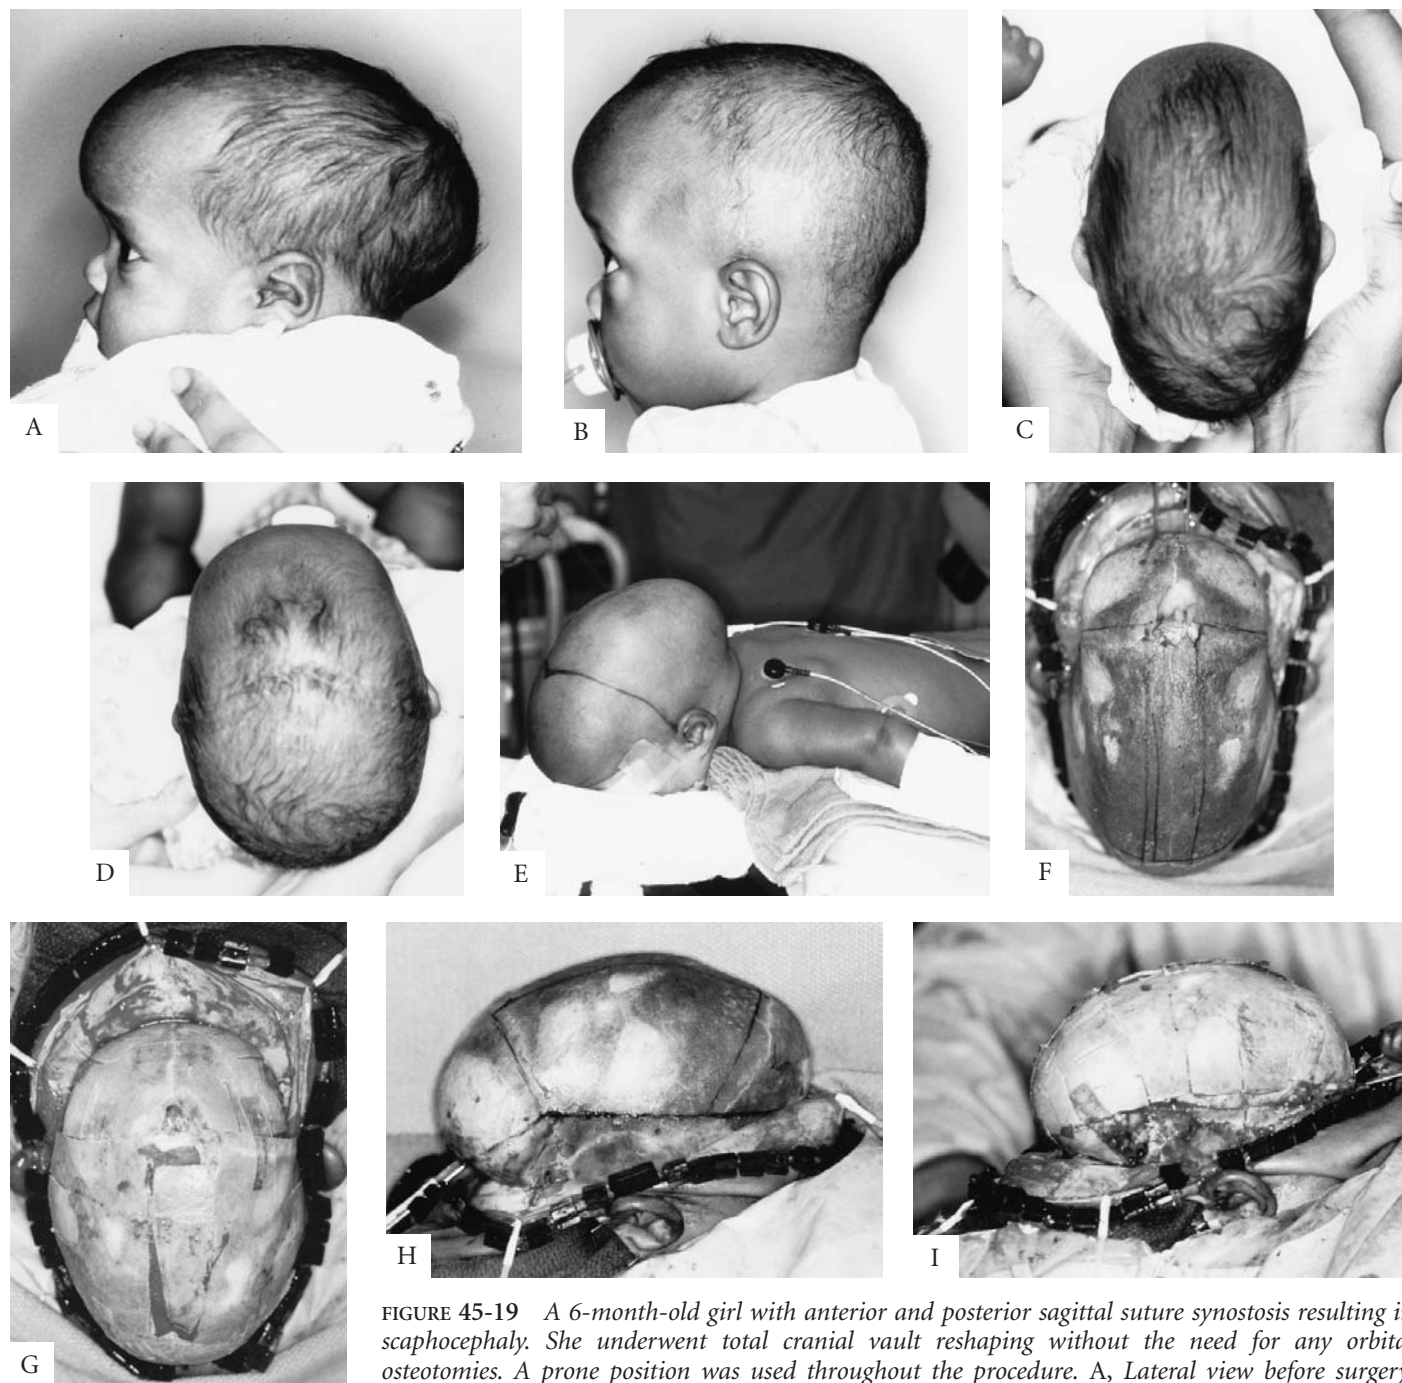 A
B
C
D
E
F
G
H
I
FIGURE 45-19 A 6-month-old girl with anterior and posterior sagittal suture synostosis resulting
scaphocephaly. She underwent total cranial vault reshaping without the need for any
osteotomies. A prone position was used throughout the procedure. A, Lateral view before surgery